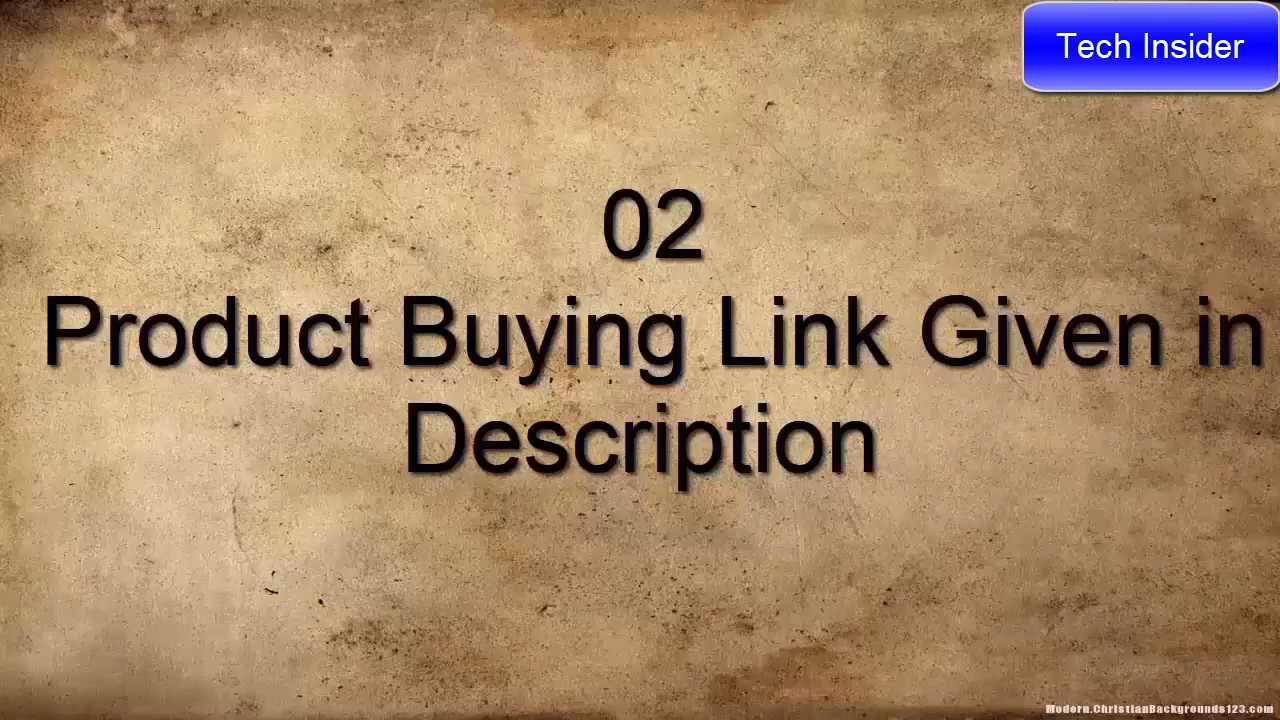 Tech Insider
02
Product Buying Link Given in
Description
Modern.ChristianBackgrounds123.com